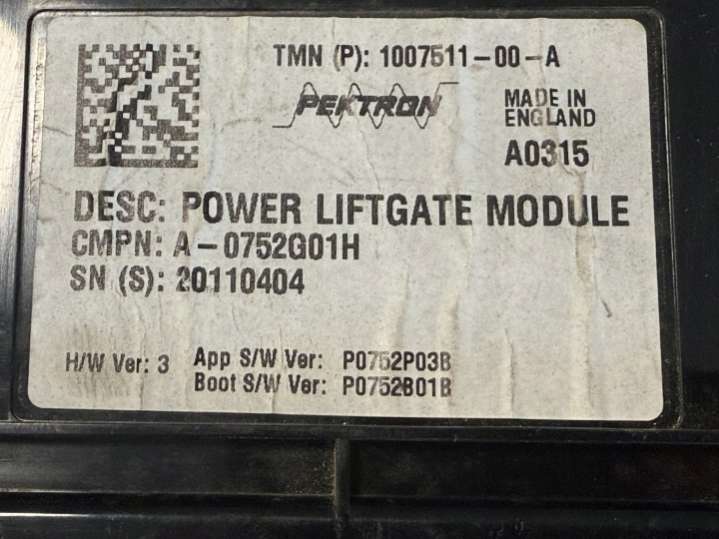 TMN (P): 1007511-00-A
PEKTRON
MADE IN
ENGLAND
A0315
DESC: POWER LIFTGATE MODULE
CMPN: A-0752G01H
SN (S): 20110404
H/W Ver: 3 App S/W Ver: P0752P03B
Boot S/W Ver: P0752B01B